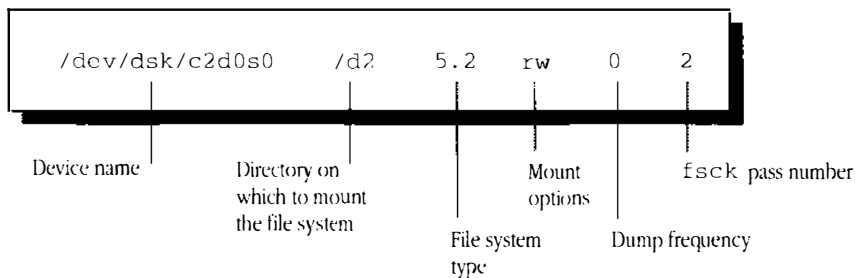 /dev/dsk/c2d0s0 /d2 5.2 rw 0 2
Device name
Directory on
which to mount
the file system
File system
type
Mount
options
Dump frequency
fsck pass number